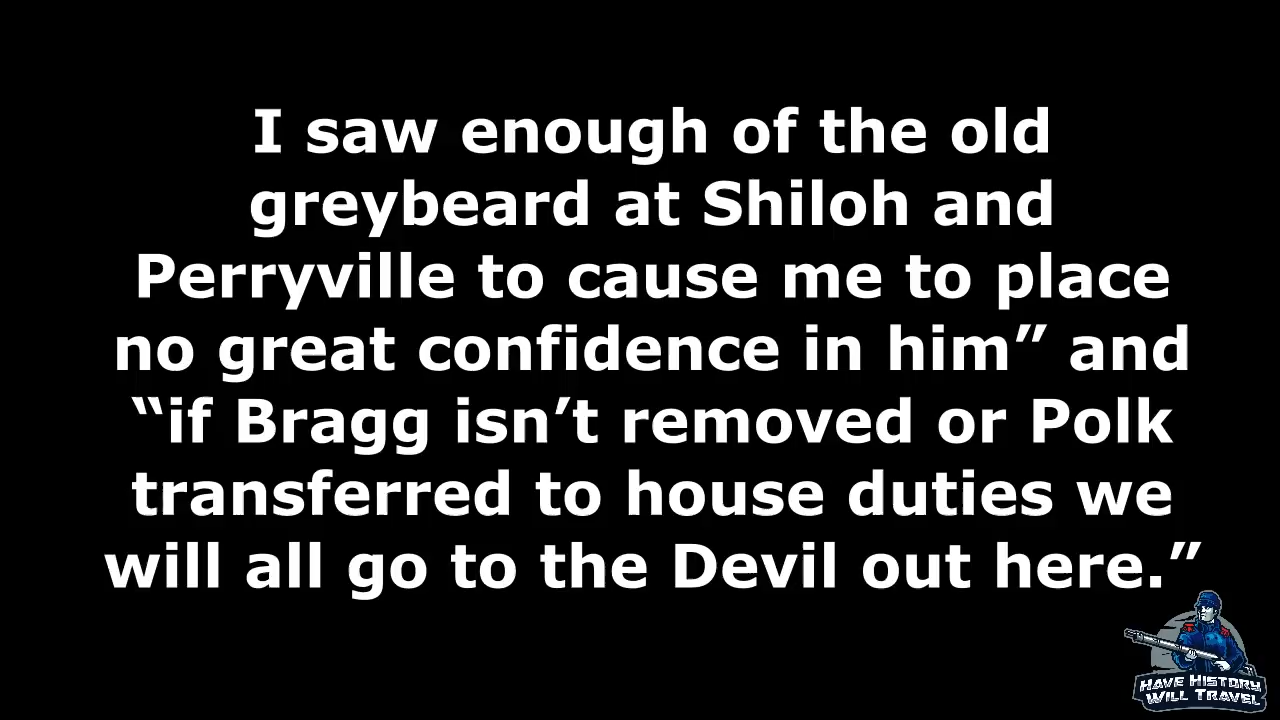 I saw enough of the old
greybeard at Shiloh and
Perryville to cause me to place
no great confidence in him” and
“if Bragg isn’t removed or Polk
transferred to house duties we
will all go to the Devil out here.”
HAVE HISTORY
WILL TRAVEL